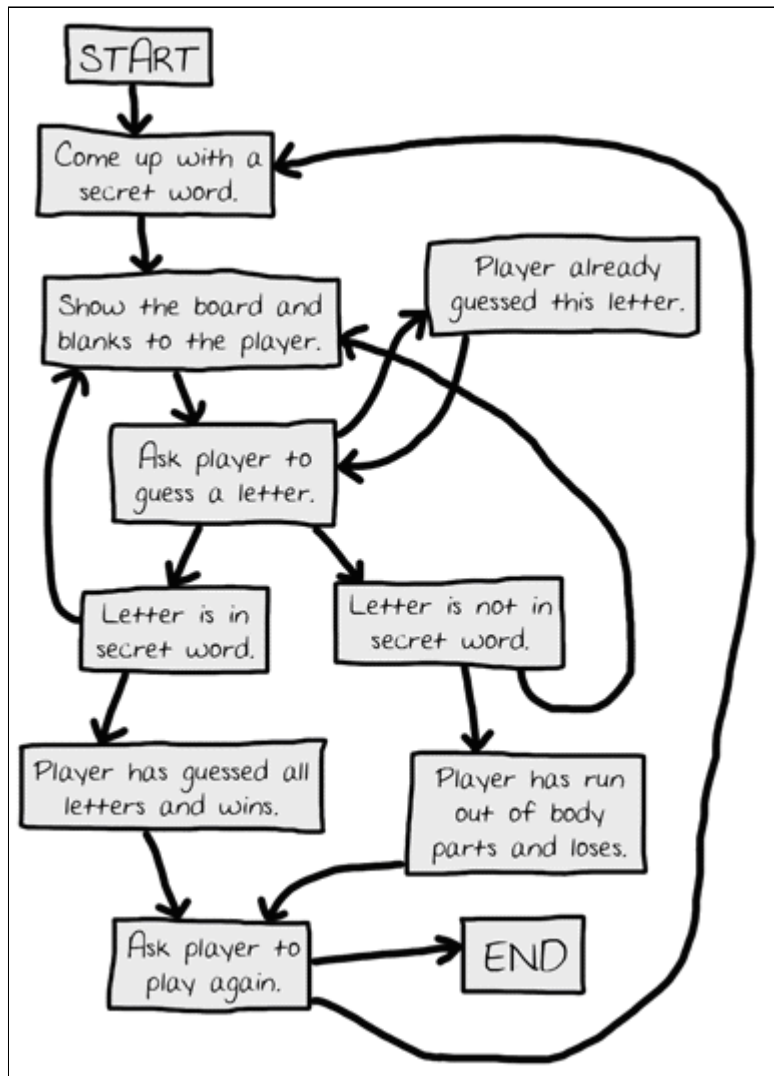 START
Come up with a
secret word.
Show the board and
blanks to the player.
Player already
guessed this letter.
Ask player to
guess a letter.
Letter is in
secret word.
Letter is not in
secret word.
Player has guessed all
letters and wins.
Player has run
out of body
parts and loses.
Ask player to
play again.
END